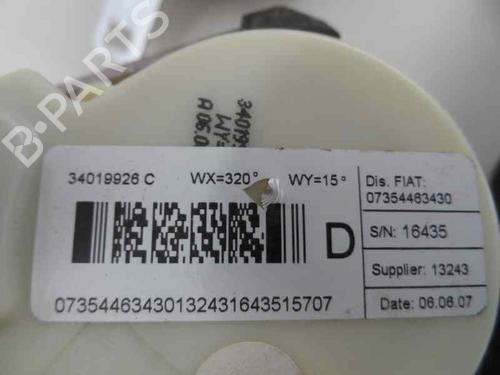 B-PARTS
34019926 C WX=320° WY=15°
Dis. FIAT:
07354463430
S/N: 16435
D
Supplier: 13243
07354463430132431643515707
Date: 06.06.07